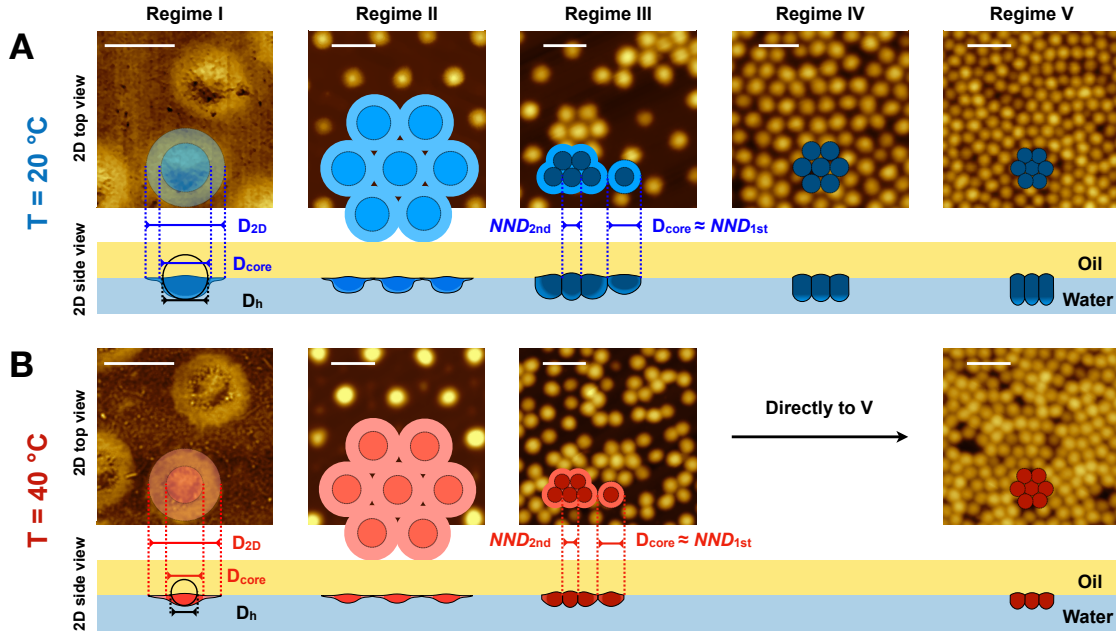 Regime I
Regime II
Regime III
Regime IV
Regime V
A
T = 20 °C
2D top view
D2D
Dcore
Dh
NND2nd
Dcore ≈ NND1st
2D side view
Oil
Water
B
T = 40 °C
2D top view
Directly to V
D2D
Dcore
Dh
NND2nd
Dcore ≈ NND1st
2D side view
Oil
Water